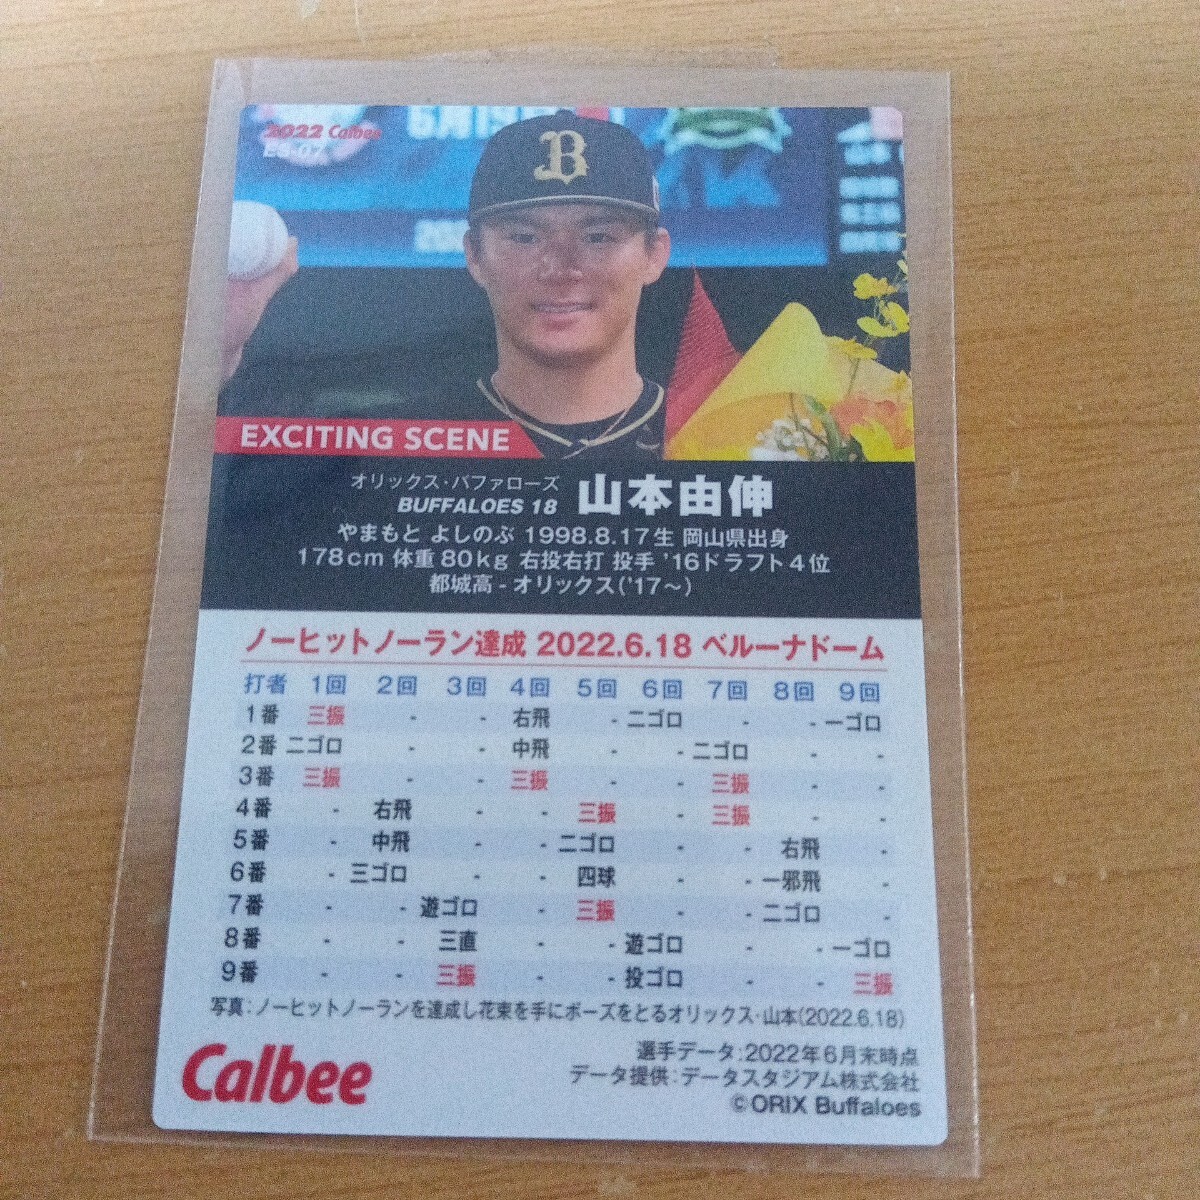 2022 Calbee
ES-07
6月19日
B
EXCITING SCENE
オリックス・バファローズ
BUFFALOES 18 山本由伸
やまもと よしのぶ 1998.8.17生 岡山県出身
178cm 体重80kg 右投右打 投手 '16ドラフト4位
都城高-オリックス('17〜)
ノーヒットノーラン達成 2022.6.18 ベルーナドーム
打者 1回 2回 3回 4回 5回 6回 7回 8回 9回
1番 三振 - - 右飛 - 二ゴロ - - 一ゴロ
2番 二ゴロ - - 中飛 - - 二ゴロ - -
3番 三振 - - 三振 - - 三振 - -
4番 - 右飛 - - 三振 - 三振 - -
5番 - 中飛 - - 二ゴロ - - 右飛 -
6番 - 三ゴロ - - 四球 - - 一邪飛 -
7番 - - 遊ゴロ - 三振 - - 二ゴロ -
8番 - - 三直 - - 遊ゴロ - - 一ゴロ
9番 - - 三振 - - 投ゴロ - - 三振
写真:ノーヒットノーランを達成し花束を手にポーズをとるオリックス・山本(2022.6.18)
Calbee
選手データ:2022年6月末時点
データ提供:データスタジアム株式会社
©ORIX Buffaloes